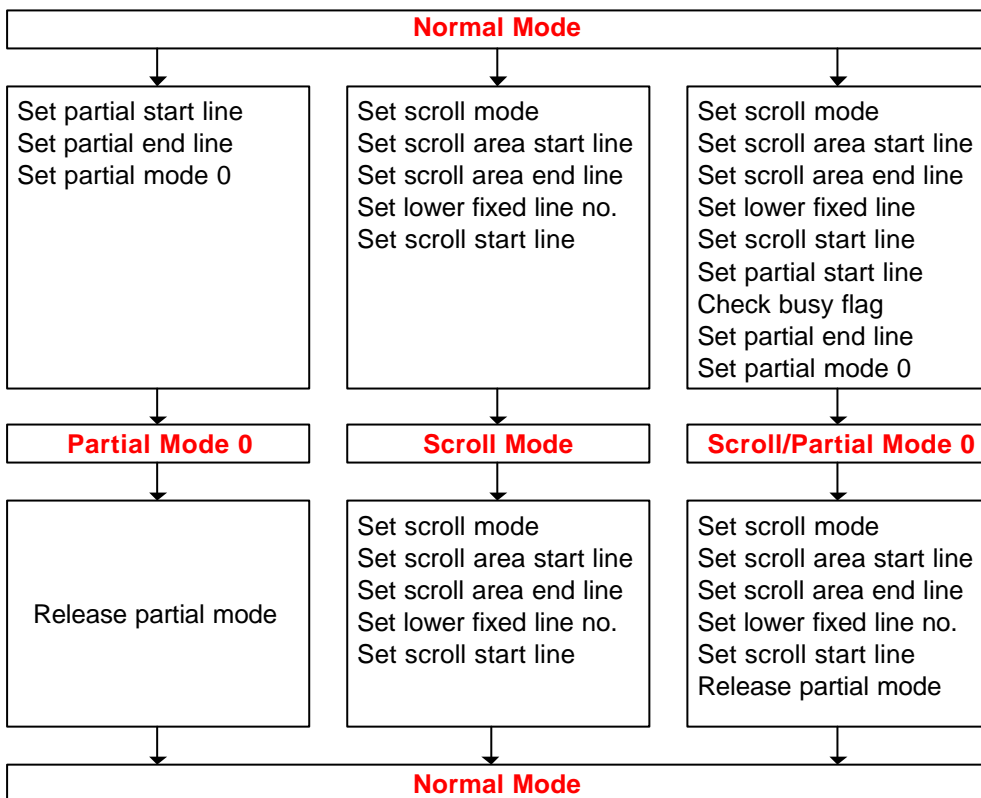 Normal Mode
Set partial start line
Set partial end line
Set partial mode 0
Set scroll mode
Set scroll area start line
Set scroll area end line
Set lower fixed line no.
Set scroll start line
Set scroll mode
Set scroll area start line
Set scroll area end line
Set lower fixed line
Set scroll start line
Set partial start line
Check busy flag
Set partial end line
Set partial mode 0
Partial Mode 0
Scroll Mode
Scroll/Partial Mode 0
Release partial mode
Set scroll mode
Set scroll area start line
Set scroll area end line
Set lower fixed line no.
Set scroll start line
Set scroll mode
Set scroll area start line
Set scroll area end line
Set lower fixed line no.
Set scroll start line
Release partial mode
Normal Mode